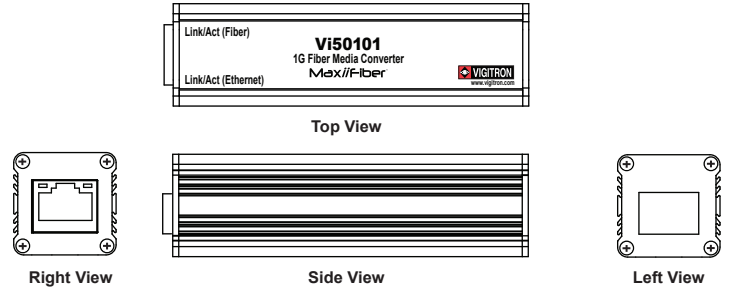 Link/Act (Fiber)
Vi50101
1G Fiber Media Converter
MaxiiFiber
Link/Act (Ethernet)
VIGITRON
www.vigitron.com
Top View
Right View
Side View
Left View